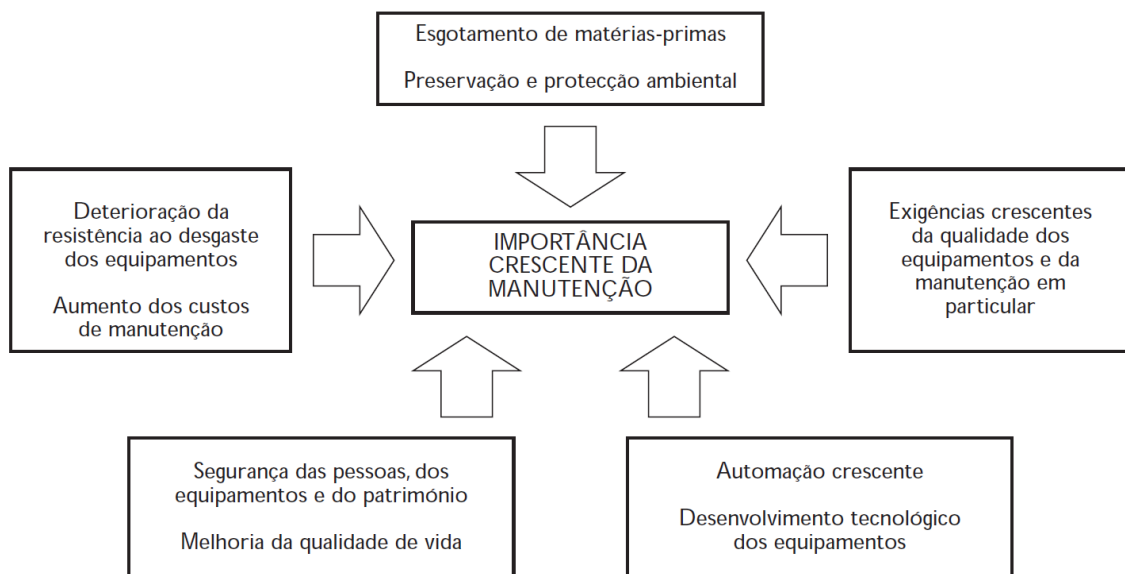 Esgotamento de matérias-primas
Preservação e protecção ambiental
Deterioração da
resistência ao desgaste
dos equipamentos
Aumento dos custos
de manutenção
IMPORTÂNCIA
CRESCENTE DA
MANUTENÇÃO
Exigências crescentes
da qualidade dos
equipamentos e da
manutenção em
particular
Segurança das pessoas, dos
equipamentos e do património
Melhoria da qualidade de vida
Automação crescente
Desenvolvimento tecnológico
dos equipamentos